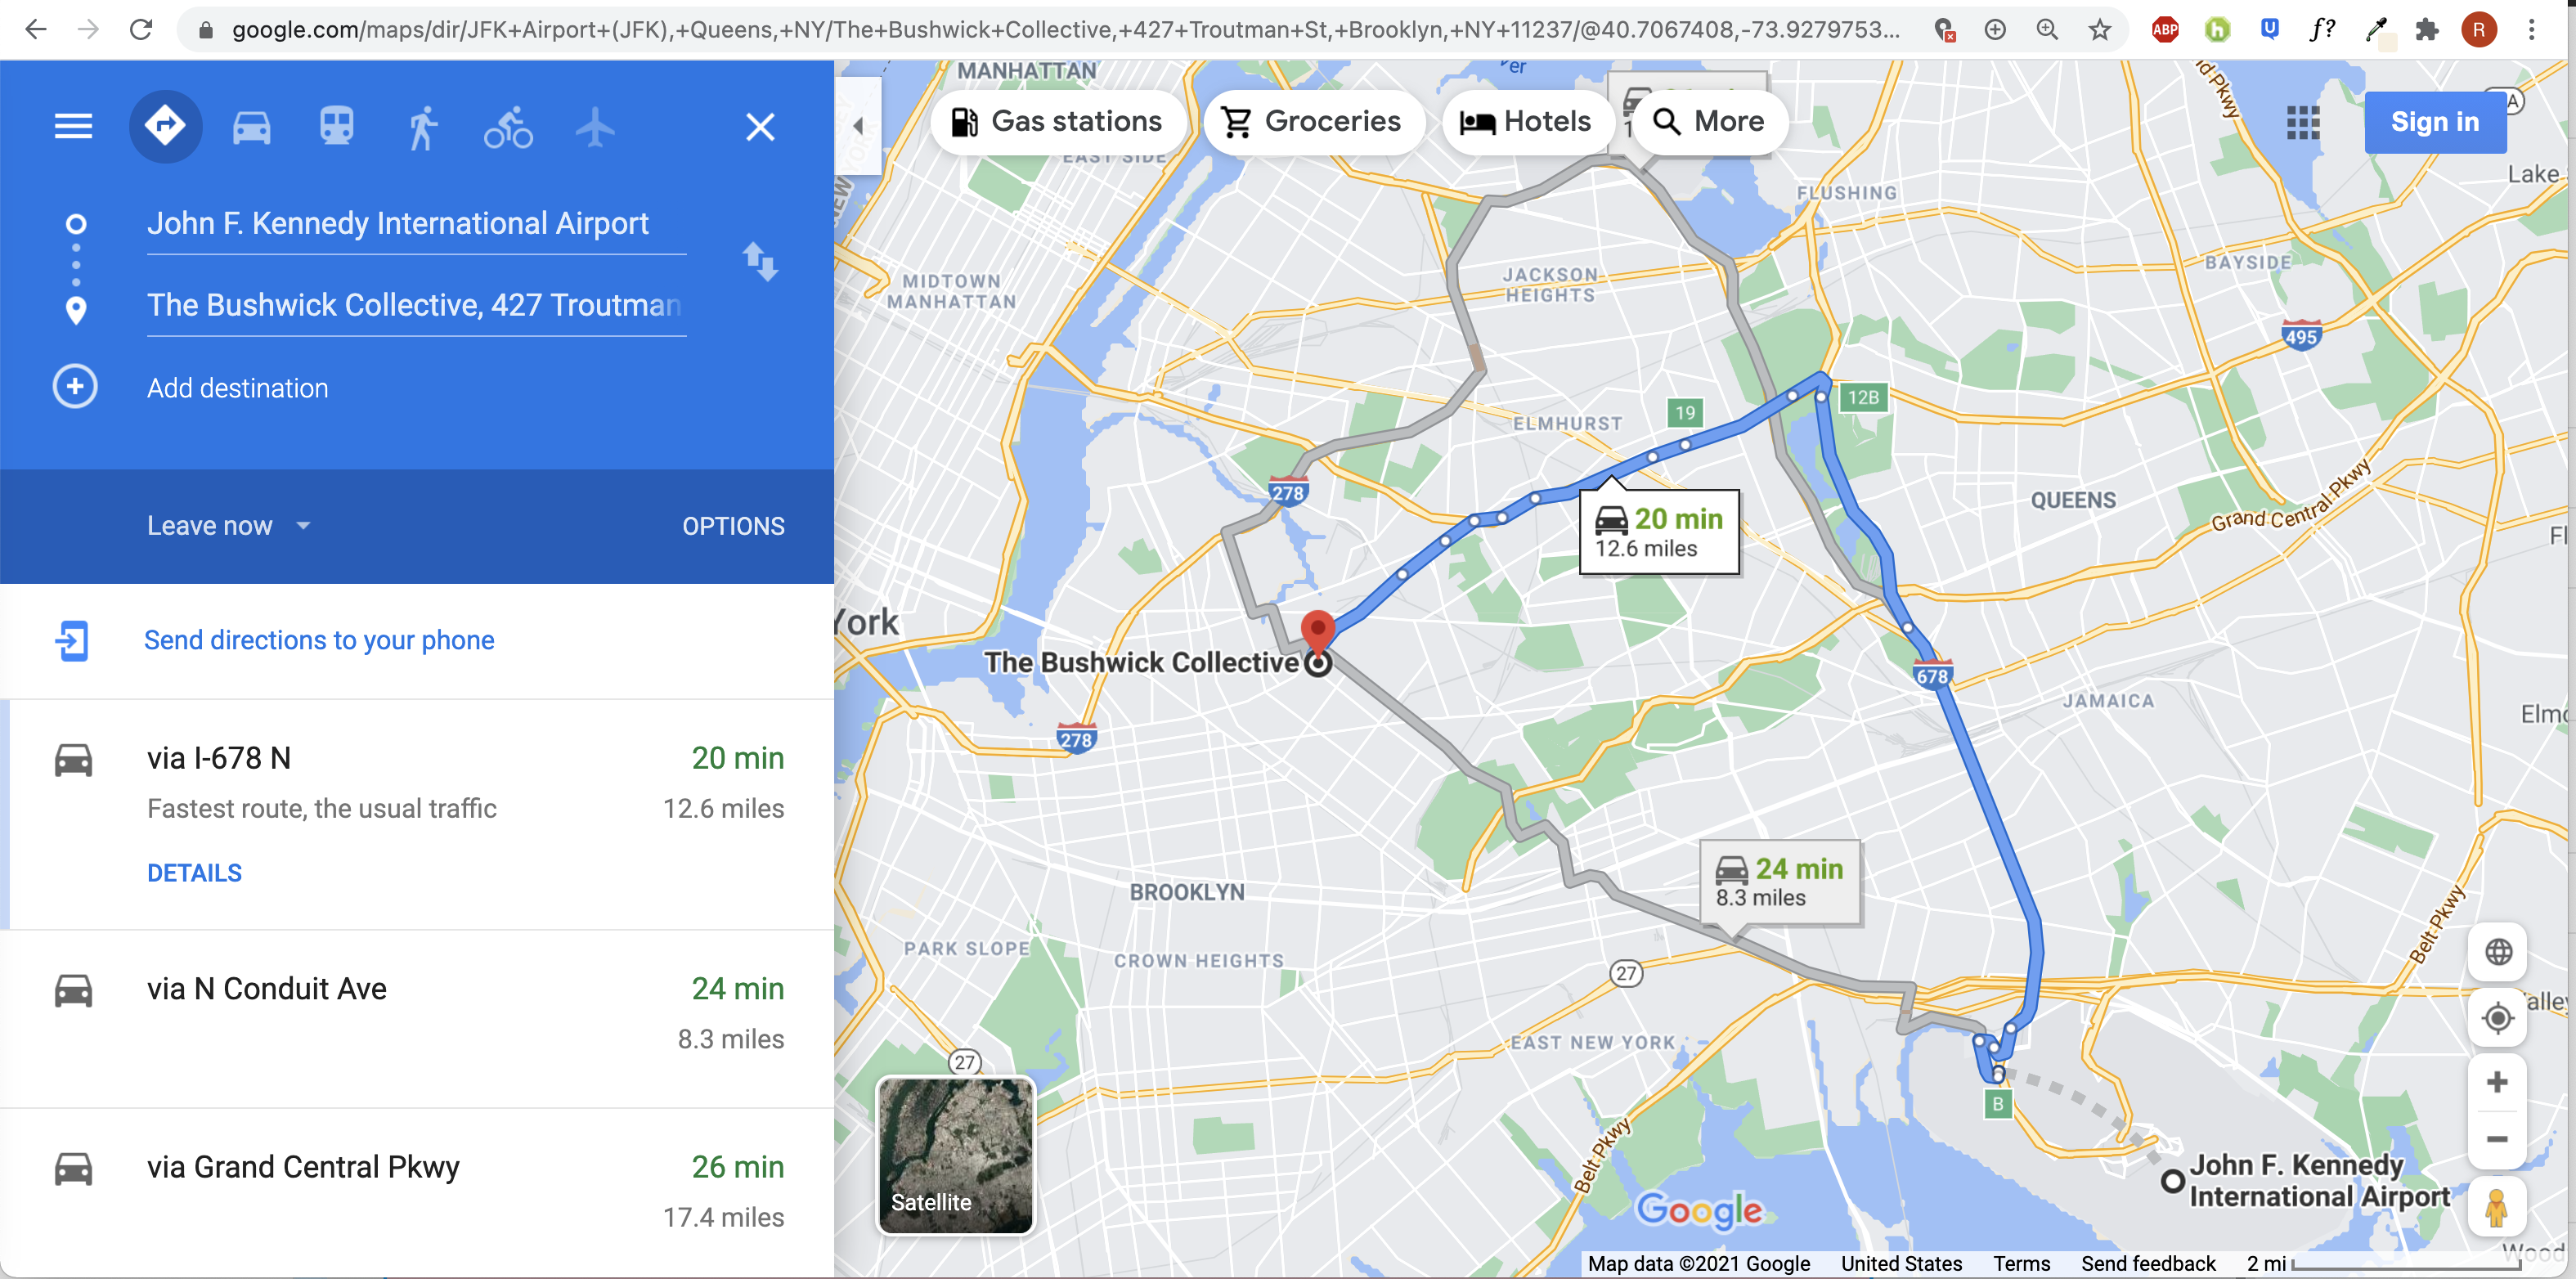 google.com/maps/dir/JFK+Airport+(JFK),+Queens,+NY/The+Bushwick+Collective,+427+Troutman+St,+Brooklyn,+NY+11237/@40.7067408,-73.9279753...
ABP
h
U
f?
R
John F. Kennedy International Airport
The Bushwick Collective, 427 Troutman
Add destination
Leave now
OPTIONS
Send directions to your phone
via I-678 N
20 min
Fastest route, the usual traffic
12.6 miles
DETAILS
via N Conduit Ave
24 min
8.3 miles
via Grand Central Pkwy
26 min
17.4 miles
MANHATTAN
Gas stations
Groceries
Hotels
More
Sign in
EAST SIDE
FLUSHING
Lake
MIDTOWN
MANHATTAN
JACKSON
HEIGHTS
BAYSIDE
495
ELMHURST
19
12B
278
20 min
12.6 miles
QUEENS
Grand Central Pkwy
York
The Bushwick Collective
678
JAMAICA
278
24 min
8.3 miles
BROOKLYN
PARK SLOPE
CROWN HEIGHTS
27
Belt Pkwy
EAST NEW YORK
27
B
Satellite
Belt Pkwy
John F. Kennedy
International Airport
Google
Map data ©2021 Google
United States
Terms
Send feedback
2 mi